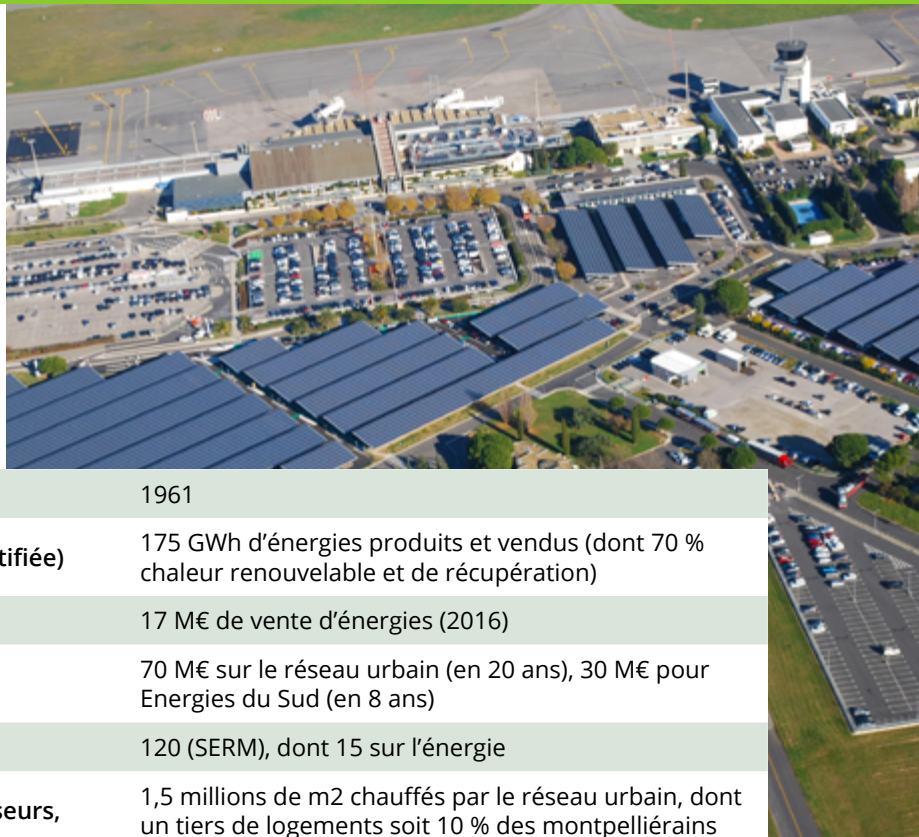 1961
tifiée)
175 GWh d’énergies produits et vendus (dont 70 %
chaleur renouvelable et de récupération)
17 M€ de vente d’énergies (2016)
70 M€ sur le réseau urbain (en 20 ans), 30 M€ pour
Energies du Sud (en 8 ans)
120 (SERM), dont 15 sur l’énergie
seurs,
1,5 millions de m2 chauffés par le réseau urbain, dont
un tiers de logements soit 10 % des montpelliérains